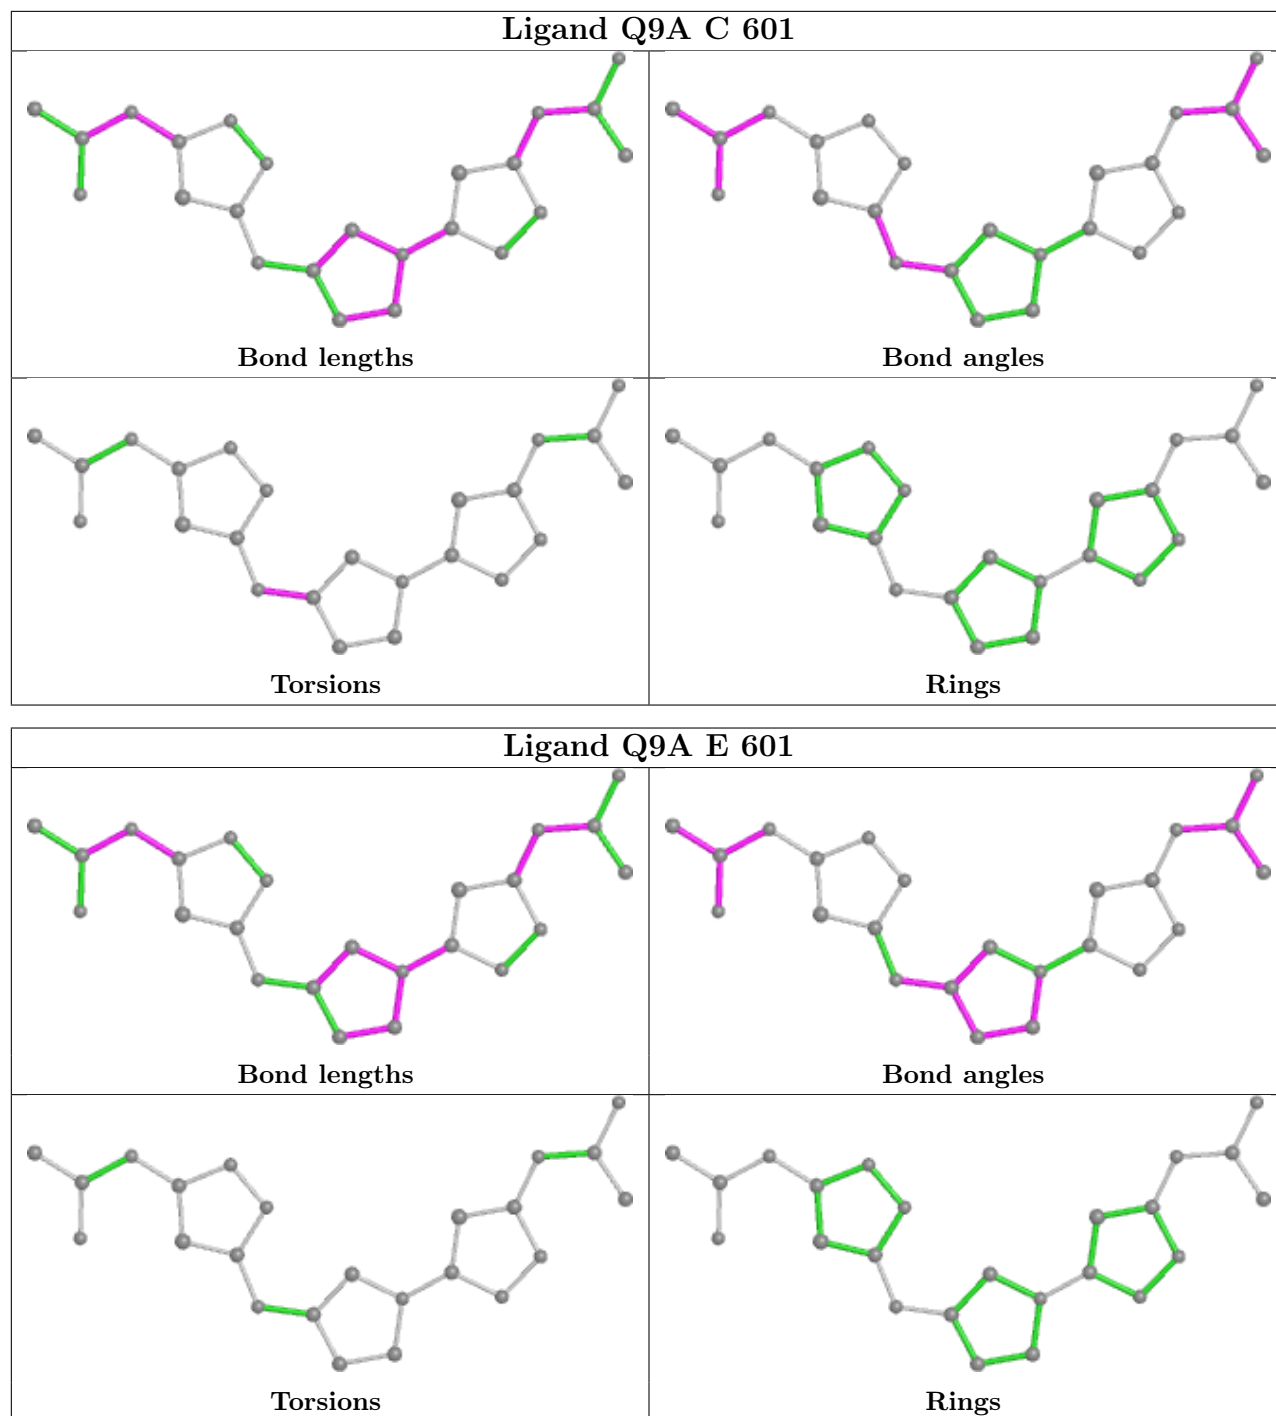 Ligand Q9A C 601
Bond lengths
Bond angles
Torsions
Rings
Ligand Q9A E 601
Bond lengths
Bond angles
Torsions
Rings